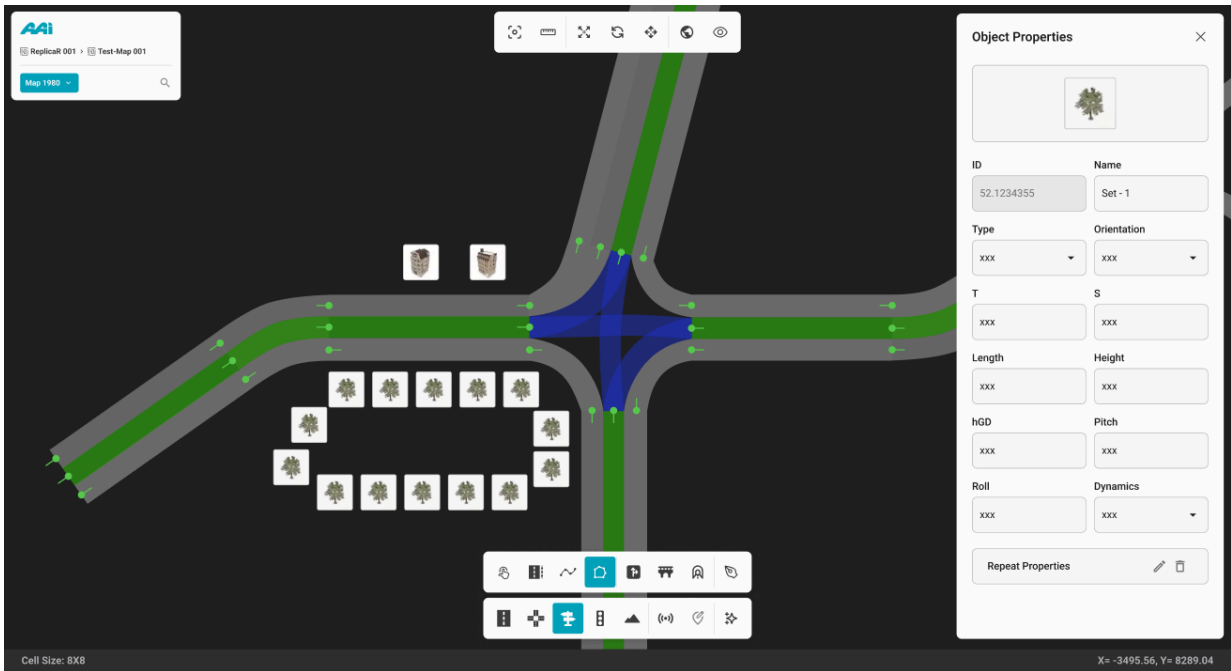 AAi
ReplicaR 001 > Test-Map 001
Map 1980
Object Properties
ID
Name
52.1234355
Set - 1
Type
Orientation
xxx
xxx
T
S
xxx
xxx
Length
Height
xxx
xxx
hGD
Pitch
xxx
xxx
Roll
Dynamics
xxx
xxx
Repeat Properties
Cell Size: 8X8
X= -3495.56, Y= 8289.04